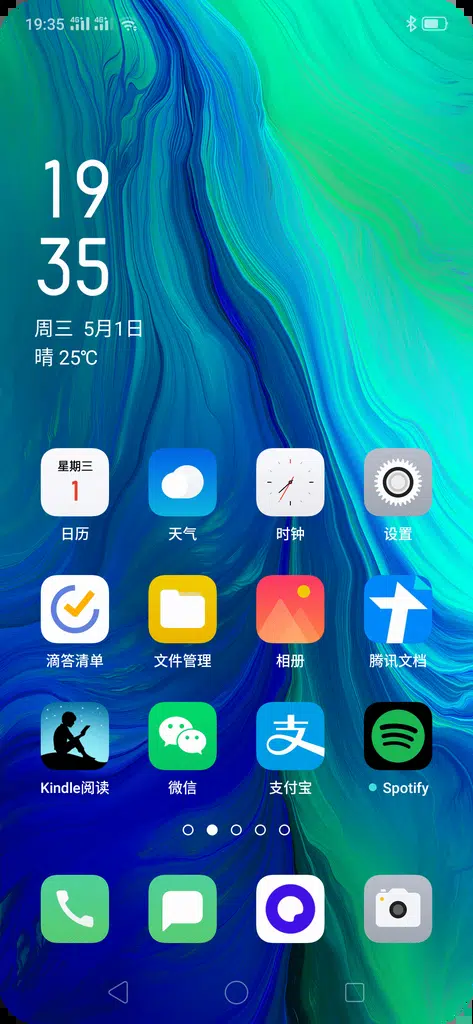 19:35
4G+ 4G+
19
35
周三 5月1日
晴 25℃
星期三
1
日历
天气
时钟
设置
滴答清单
文件管理
相册
腾讯文档
Kindle阅读
微信
支
支付宝
Spotify